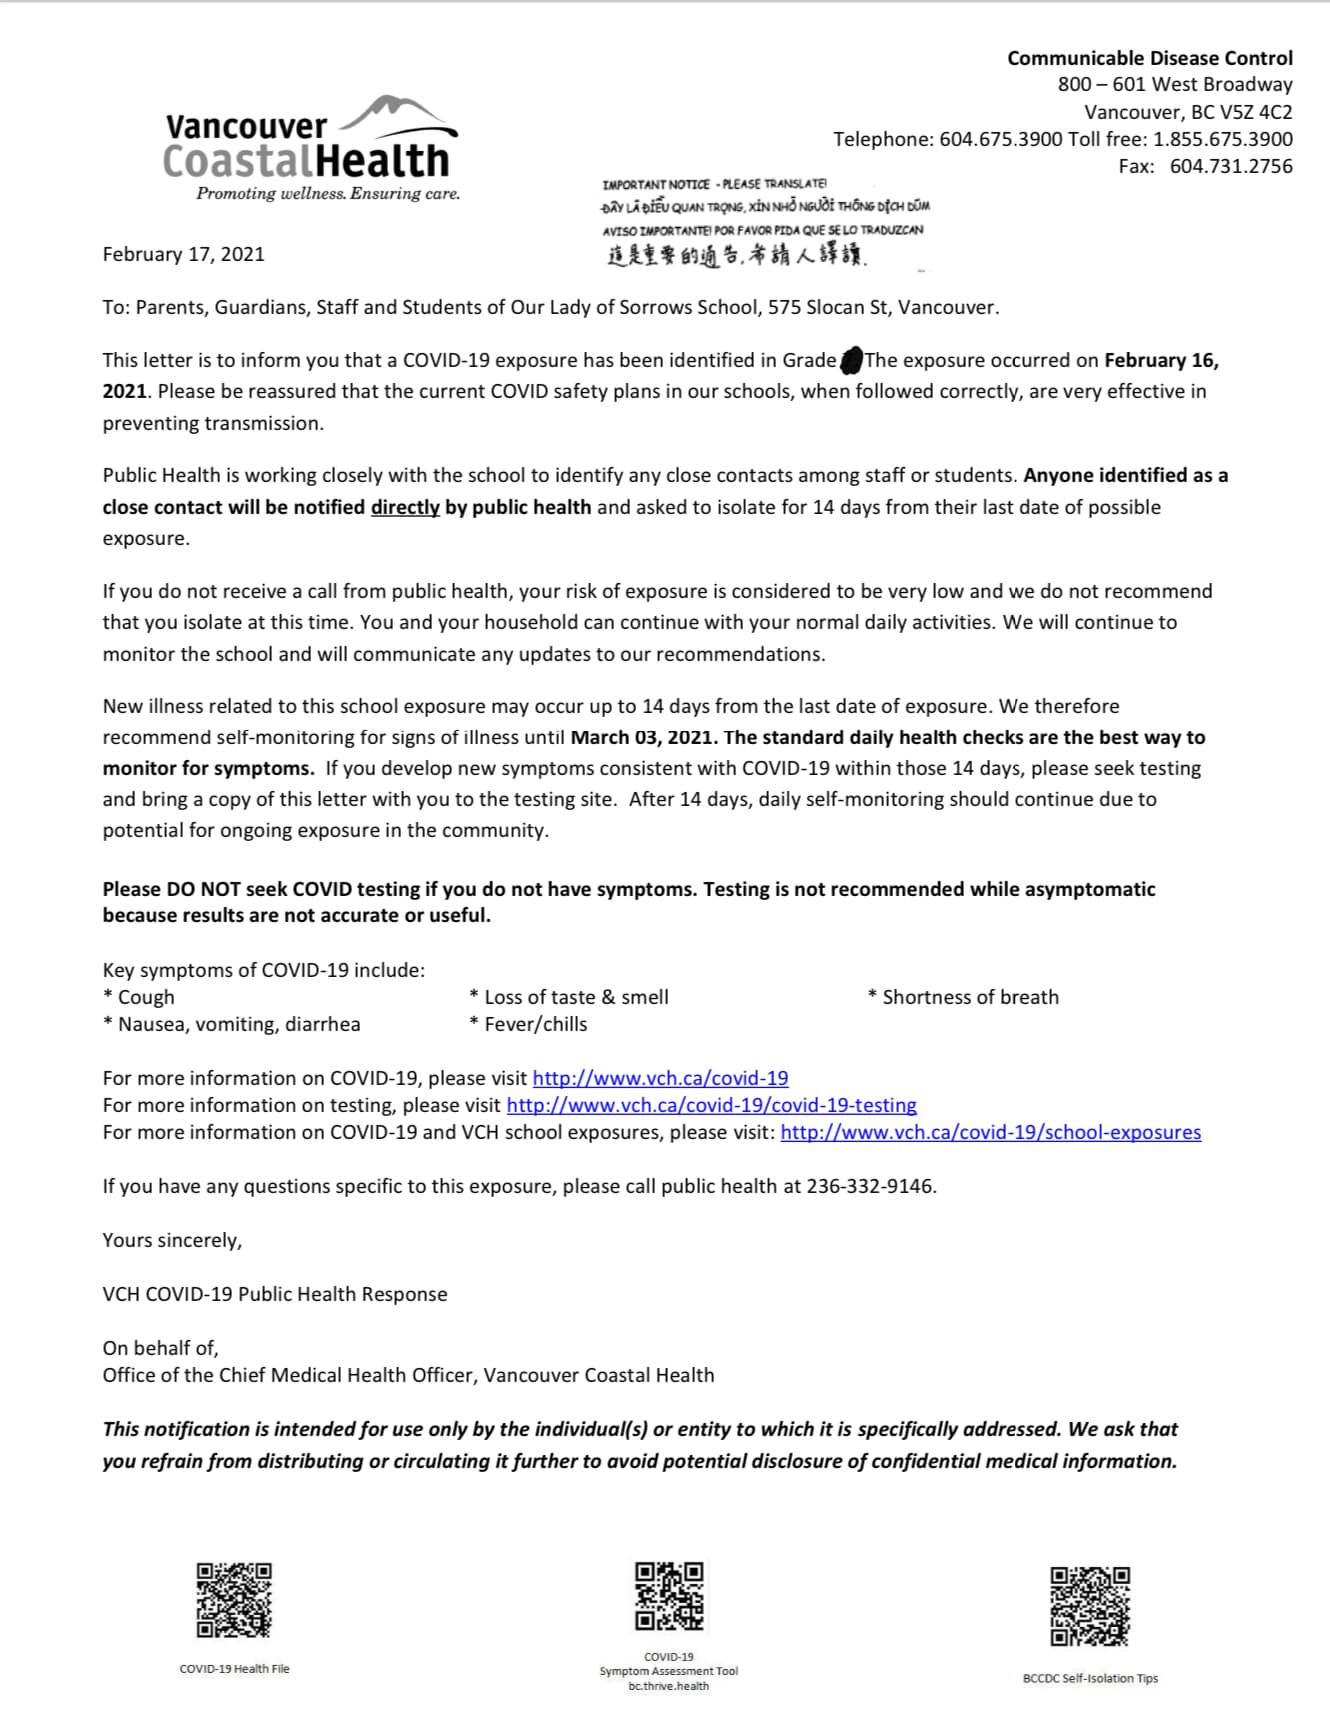 Communicable Disease Control
800 – 601 West Broadway
Vancouver, BC V5Z 4C2
Telephone: 604.675.3900 Toll free: 1.855.675.3900
Fax: 604.731.2756
Vancouver
CoastalHealth
Promoting wellness. Ensuring care.
IMPORTANT NOTICE - PLEASE TRANSLATE!
ĐÂY LÀ ĐIỀU QUAN TRỌNG, XIN NHỜ NGƯỜI THÔNG DỊCH DÙM
AVISO IMPORTANTE! POR FAVOR PIDA QUE SE LO TRADUZCAN
這是重要的通告,希請人譯讀.
February 17, 2021
To: Parents, Guardians, Staff and Students of Our Lady of Sorrows School, 575 Slocan St, Vancouver.
This letter is to inform you that a COVID-19 exposure has been identified in Grade The exposure occurred on February 16,
2021. Please be reassured that the current COVID safety plans in our schools, when followed correctly, are very effective in
preventing transmission.
Public Health is working closely with the school to identify any close contacts among staff or students. Anyone identified as a
close contact will be notified directly by public health and asked to isolate for 14 days from their last date of possible
exposure.
If you do not receive a call from public health, your risk of exposure is considered to be very low and we do not recommend
that you isolate at this time. You and your household can continue with your normal daily activities. We will continue to
monitor the school and will communicate any updates to our recommendations.
New illness related to this school exposure may occur up to 14 days from the last date of exposure. We therefore
recommend self-monitoring for signs of illness until March 03, 2021. The standard daily health checks are the best way to
monitor for symptoms. If you develop new symptoms consistent with COVID-19 within those 14 days, please seek testing
and bring a copy of this letter with you to the testing site. After 14 days, daily self-monitoring should continue due to
potential for ongoing exposure in the community.
Please DO NOT seek COVID testing if you do not have symptoms. Testing is not recommended while asymptomatic
because results are not accurate or useful.
Key symptoms of COVID-19 include:
* Cough * Loss of taste & smell * Shortness of breath
* Nausea, vomiting, diarrhea * Fever/chills
For more information on COVID-19, please visit http://www.vch.ca/covid-19
For more information on testing, please visit http://www.vch.ca/covid-19/covid-19-testing
For more information on COVID-19 and VCH school exposures, please visit: http://www.vch.ca/covid-19/school-exposures
If you have any questions specific to this exposure, please call public health at 236-332-9146.
Yours sincerely,
VCH COVID-19 Public Health Response
On behalf of,
Office of the Chief Medical Health Officer, Vancouver Coastal Health
This notification is intended for use only by the individual(s) or entity to which it is specifically addressed. We ask that
you refrain from distributing or circulating it further to avoid potential disclosure of confidential medical information.
COVID-19 Health File
COVID-19
Symptom Assessment Tool
bc.thrive.health
BCCDC Self-Isolation Tips